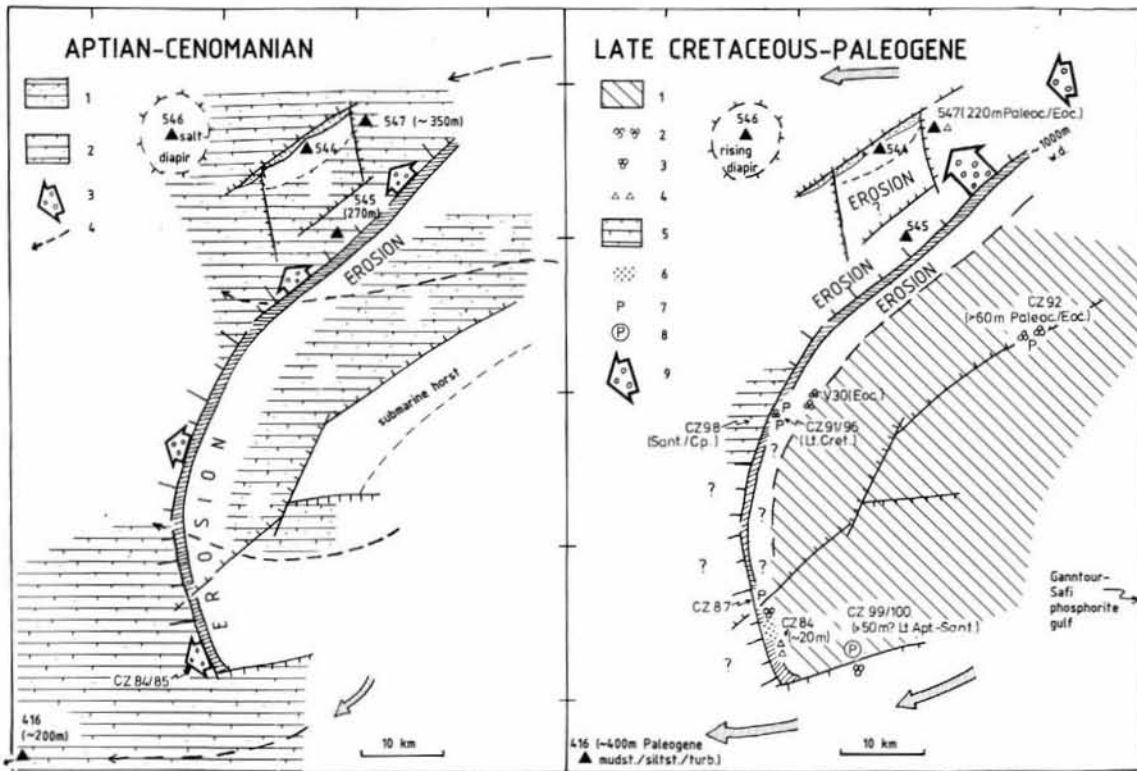 APTIAN-CENOMANIAN
1
2
3
4
546
salt
diapir
547 (~350m)
544
545
(270m)
EROSION
submarine horst
EROSION
CZ 84/85
416
(~200m)
10 km
LATE CRETACEOUS-PALEOGENE
1
2
3
4
5
6
P 7
P 8
9
546
rising
diapir
547 (220m Paleoc./Eoc.)
544
~1000m
w.d.
EROSION
?
545
EROSION
EROSION
CZ 92
(>60m Paleoc./Eoc.)
P
V30 (Eoc.)
P
P
CZ 98
(Sant./Cp.)
CZ 91/96
(Lt. Cret.)
?
?
?
?
?
?
CZ 87
P
CZ 84
(~20m)
CZ 99/100
(>50m? Lt Apt.-Sant.)
P
?
Ganntour-
Safi
phosphorite
gulf
416 (~400m Paleogene
mudst./siltst./turb.)
10 km